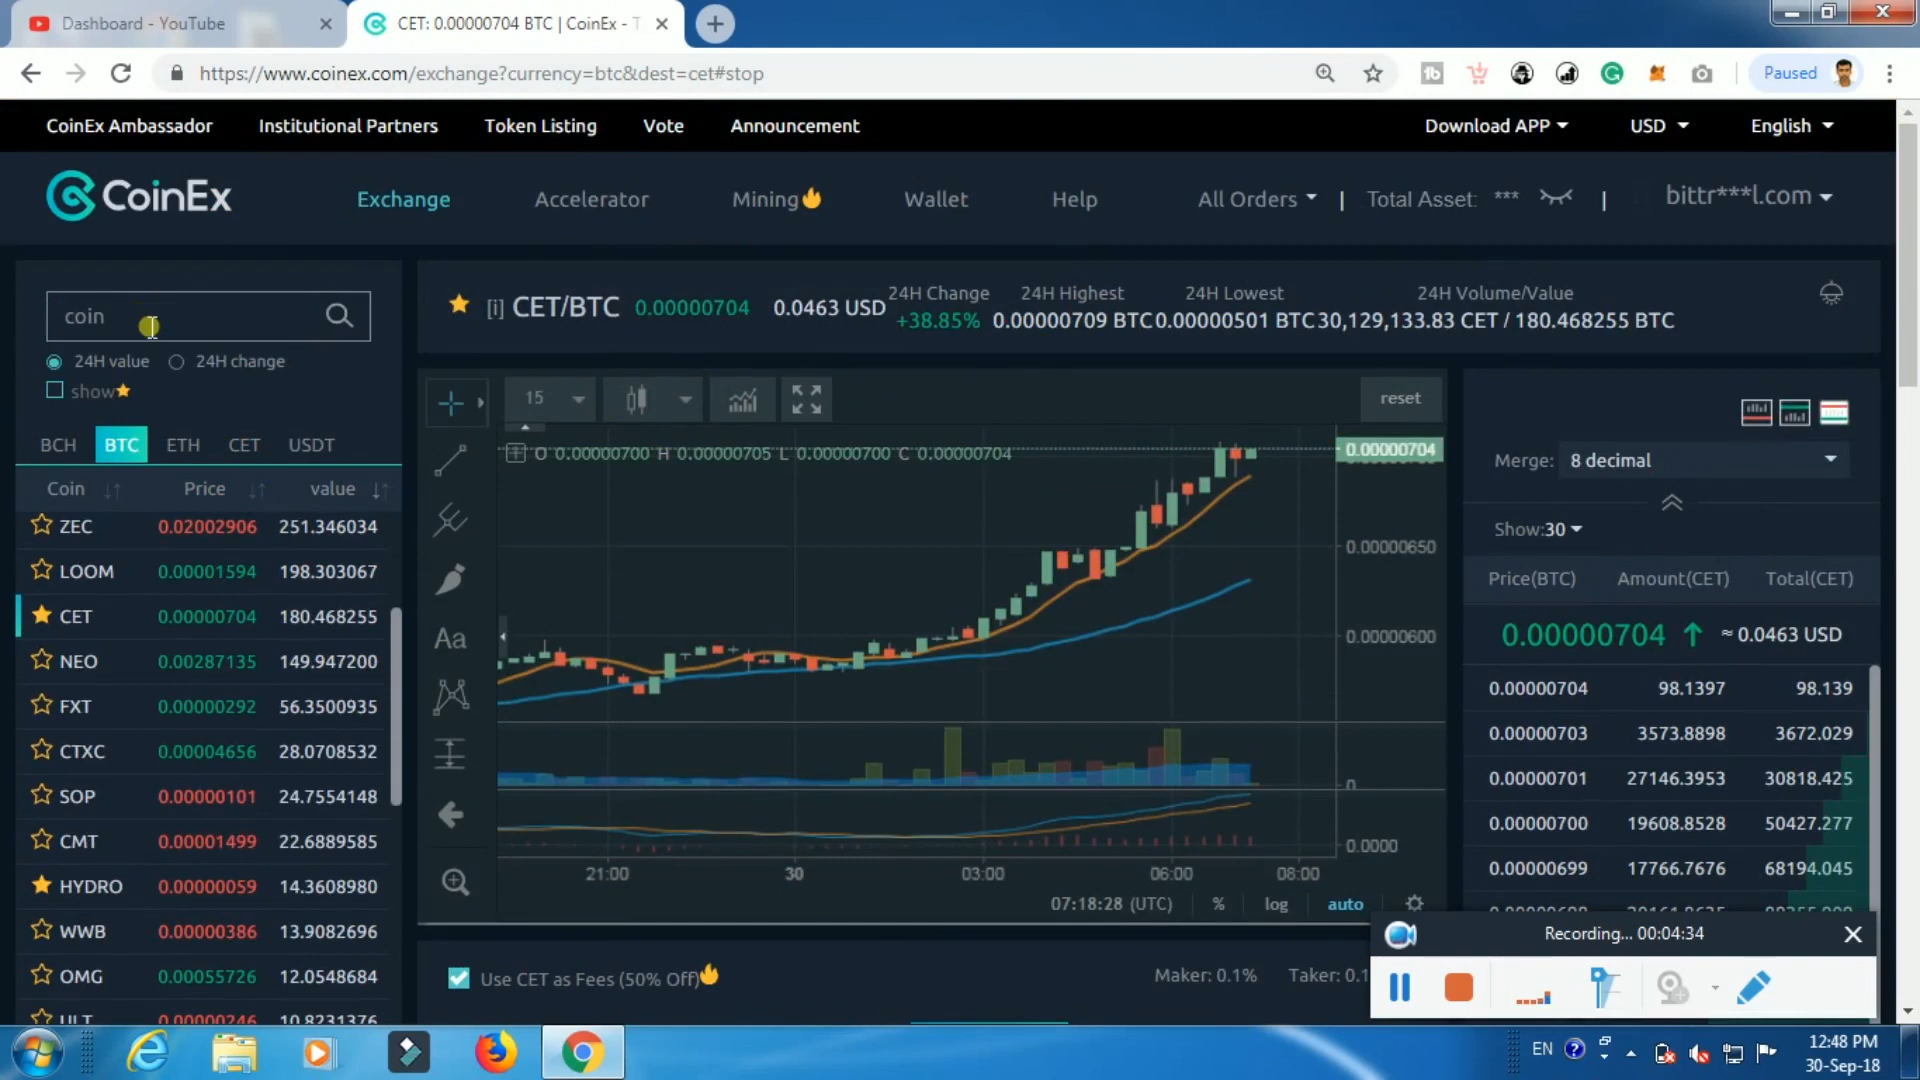 Dashboard - YouTube
CET: 0.00000704 BTC | CoinEx - T
https://www.coinex.com/exchange?currency=btc&dest=cet#stop
Paused
CoinEx Ambassador Institutional Partners Token Listing Vote Announcement Download APP USD English
CoinEx Exchange Accelerator Mining Wallet Help All Orders | Total Asset: *** | bittr***l.com
coin
24H value 24H change
show
BCH BTC ETH CET USDT
Coin Price value
ZEC 0.02002906 251.346034
LOOM 0.00001594 198.303067
CET 0.00000704 180.468255
NEO 0.00287135 149.947200
FXT 0.00000292 56.3500935
CTXC 0.00004656 28.0708532
SOP 0.00000101 24.7554148
CMT 0.00001499 22.6889585
HYDRO 0.00000059 14.3608980
WWB 0.00000386 13.9082696
OMG 0.00055726 12.0548684
ULT 0.00000246 10.8231376
[i] CET/BTC 0.00000704 0.0463 USD
24H Change 24H Highest 24H Lowest 24H Volume/Value
+38.85% 0.00000709 BTC 0.00000501 BTC 30,129,133.83 CET / 180.468255 BTC
15 reset
O 0.00000700 H 0.00000705 L 0.00000700 C 0.00000704
0.00000704
0.00000650
0.00000600
0
0.0000
Aa
21:00 30 03:00 06:00 08:00
07:18:28 (UTC) % log auto
Use CET as Fees (50% Off)
Maker: 0.1% Taker: 0.1
Merge: 8 decimal
Show:30
Price(BTC) Amount(CET) Total(CET)
0.00000704 ≈ 0.0463 USD
0.00000704 98.1397 98.139
0.00000703 3573.8898 3672.029
0.00000701 27146.3953 30818.425
0.00000700 19608.8528 50427.277
0.00000699 17766.7676 68194.045
Recording... 00:04:34
EN
12:48 PM
30-Sep-18